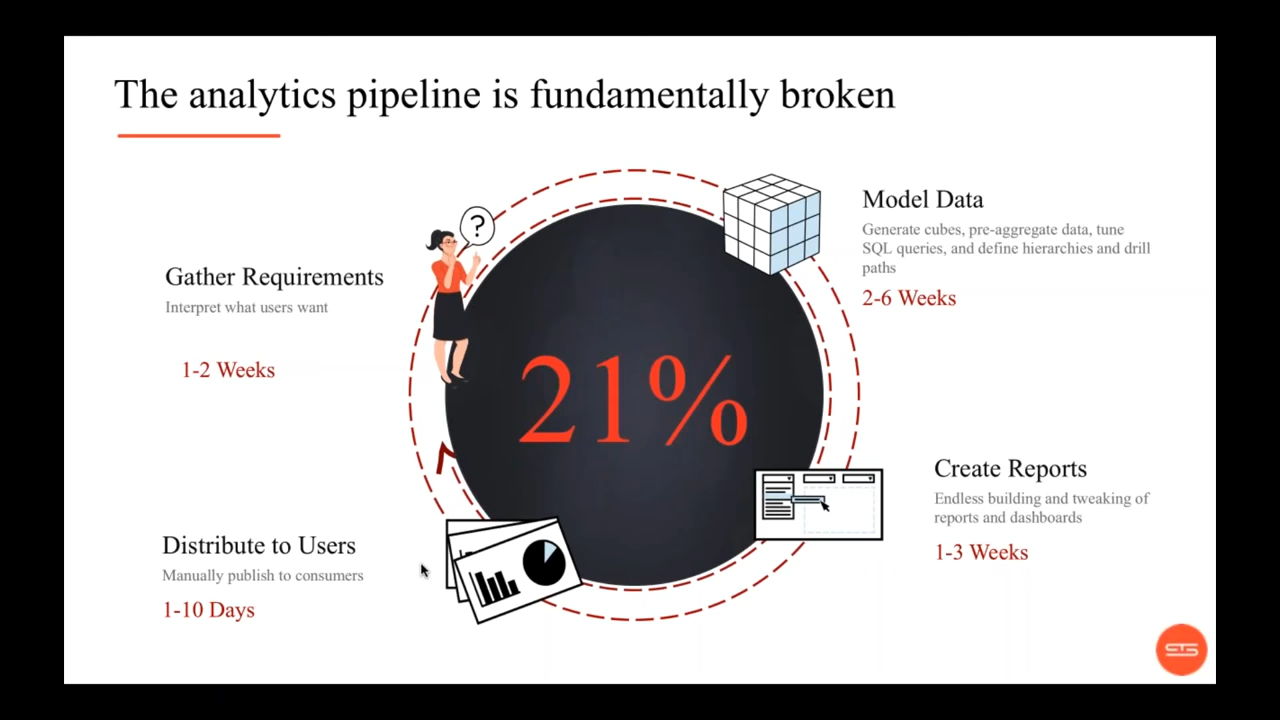 The analytics pipeline is fundamentally broken
Gather Requirements
Interpret what users want
1-2 Weeks
?
Model Data
Generate cubes, pre-aggregate data, tune
SQL queries, and define hierarchies and drill
paths
2-6 Weeks
21%
Create Reports
Endless building and tweaking of
reports and dashboards
1-3 Weeks
Distribute to Users
Manually publish to consumers
1-10 Days